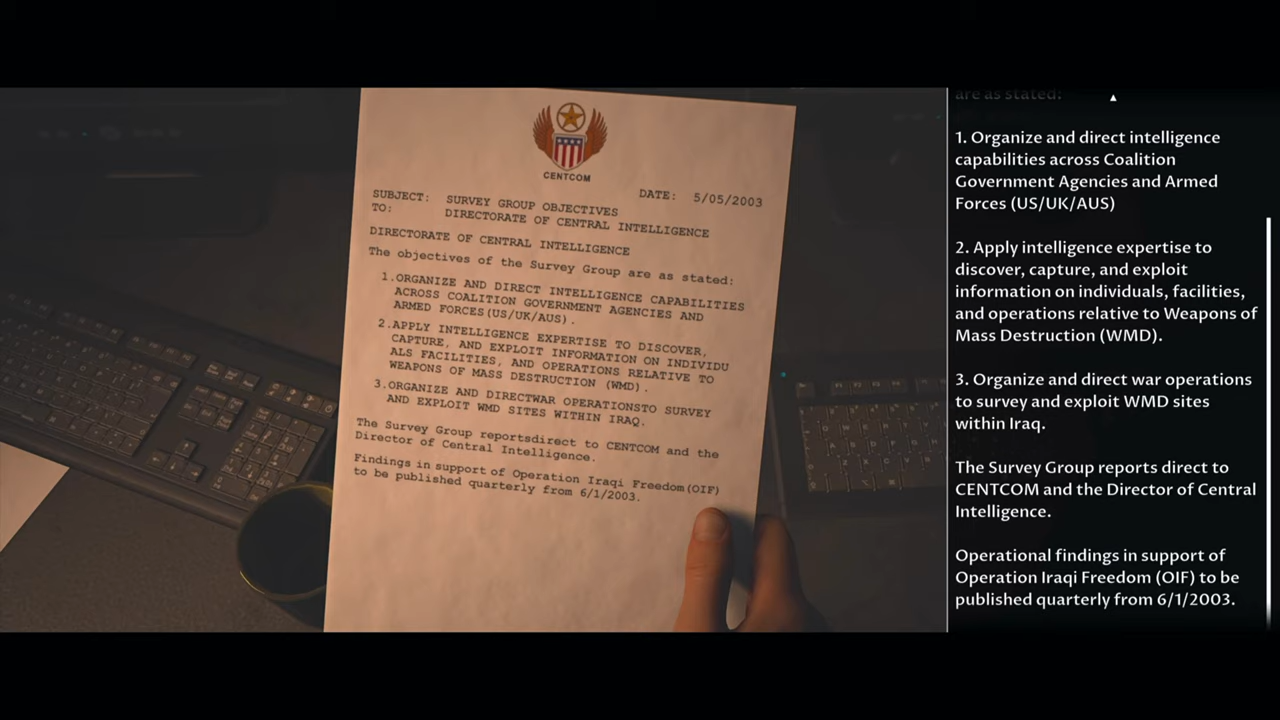 CENTCOM
DATE: 5/05/2003
SUBJECT: SURVEY GROUP OBJECTIVES
TO: DIRECTORATE OF CENTRAL INTELLIGENCE
DIRECTORATE OF CENTRAL INTELLIGENCE
The objectives of the Survey Group are as stated:
1.ORGANIZE AND DIRECT INTELLIGENCE CAPABILITIES
ACROSS COALITION GOVERNMENT AGENCIES AND
ARMED FORCES(US/UK/AUS).
2.APPLY INTELLIGENCE EXPERTISE TO DISCOVER,
CAPTURE, AND EXPLOIT INFORMATION ON INDIVIDU
ALS FACILITIES, AND OPERATIONS RELATIVE TO
WEAPONS OF MASS DESTRUCTION (WMD).
3.ORGANIZE AND DIRECTWAR OPERATIONSTO SURVEY
AND EXPLOIT WMD SITES WITHIN IRAQ.
The Survey Group reportsdirect to CENTCOM and the
Director of Central Intelligence.
Findings in support of Operation Iraqi Freedom(OIF)
to be published quarterly from 6/1/2003.
are as stated:
1. Organize and direct intelligence
capabilities across Coalition
Government Agencies and Armed
Forces (US/UK/AUS)
2. Apply intelligence expertise to
discover, capture, and exploit
information on individuals, facilities,
and operations relative to Weapons of
Mass Destruction (WMD).
3. Organize and direct war operations
to survey and exploit WMD sites
within Iraq.
The Survey Group reports direct to
CENTCOM and the Director of Central
Intelligence.
Operational findings in support of
Operation Iraqi Freedom (OIF) to be
published quarterly from 6/1/2003.